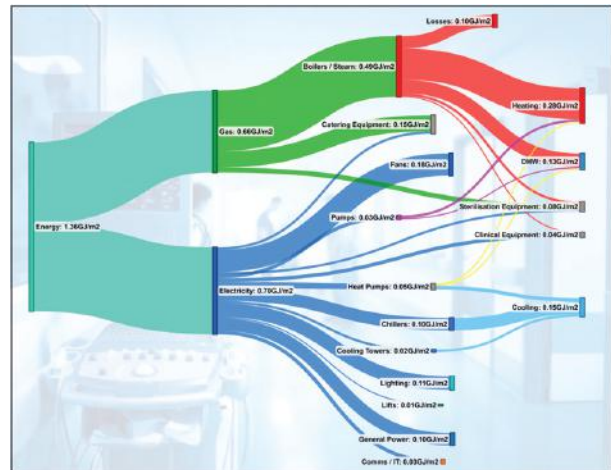 Losses: 0.10GJ/m2
Boilers / Steam: 0.49GJ/m2
Heating: 0.28GJ/m2
Gas: 0.66GJ/m2
Catering Equipment: 0.15GJ/m2
Fans: 0.18GJ/m2
DHW: 0.13GJ/m2
Energy: 1.36GJ/m2
Pumps: 0.03GJ/m2
Sterilisation Equipment: 0.08GJ/m2
Clinical Equipment: 0.04GJ/m2
Electricity: 0.70GJ/m2
Heat Pumps: 0.05GJ/m2
Cooling: 0.15GJ/m2
Chillers: 0.10GJ/m2
Cooling Towers: 0.02GJ/m2
Lighting: 0.11GJ/m2
Lifts: 0.01GJ/m2
General Power: 0.10GJ/m2
Comms / IT: 0.03GJ/m2